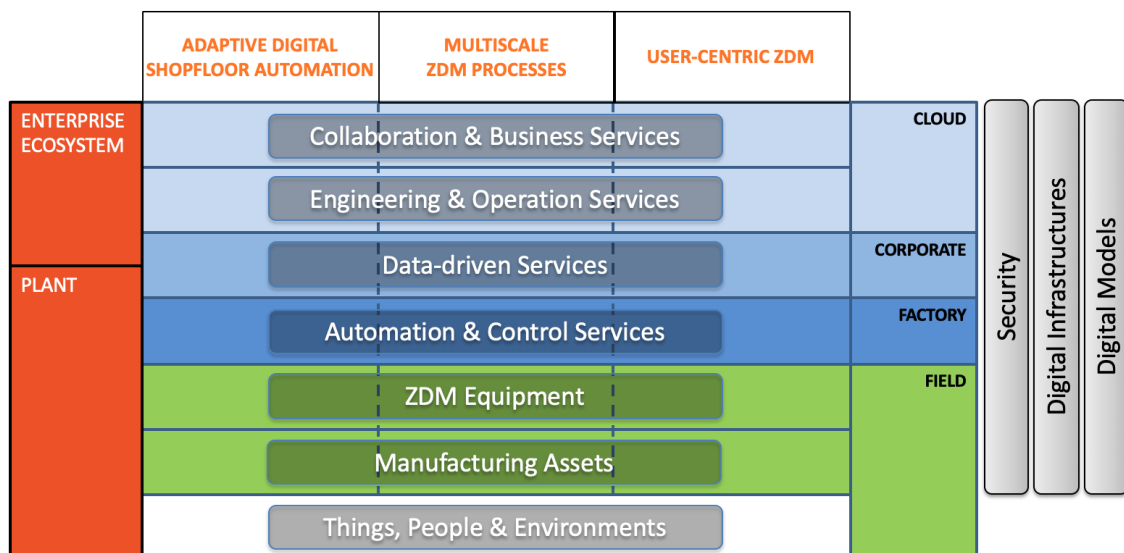 ADAPTIVE DIGITAL
SHOPFLOOR AUTOMATION
MULTISCALE
ZDM PROCESSES
USER-CENTRIC ZDM
ENTERPRISE
ECOSYSTEM
Collaboration & Business Services
CLOUD
Engineering & Operation Services
Data-driven Services
CORPORATE
PLANT
Automation & Control Services
FACTORY
ZDM Equipment
FIELD
Manufacturing Assets
Things, People & Environments
Security
Digital Infrastructures
Digital Models